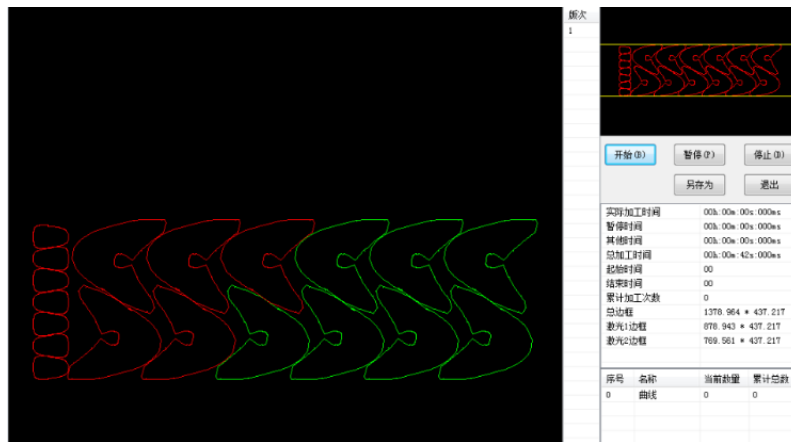 版次
1
开始(B) 暂停(P) 停止(D)
另存为 退出
实际加工时间 00h:00m:00s:000ms
暂停时间 00h:00m:00s:000ms
其他时间 00h:00m:00s:000ms
总加工时间 00h:00m:42s:000ms
起始时间 00
结束时间 00
累计加工次数 0
总边框 1378.964 * 437.217
激光1边框 878.943 * 437.217
激光2边框 769.561 * 437.217
序号 名称 当前数量 累计总数
0 曲线 0 0